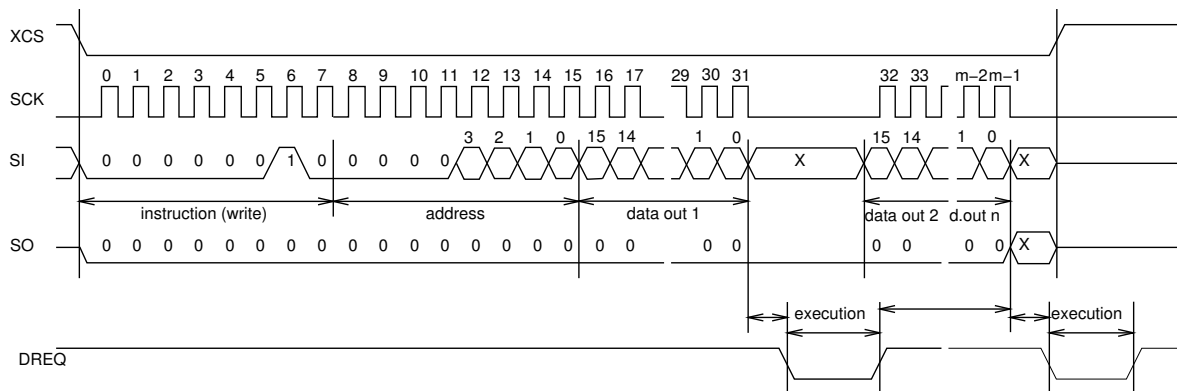 XCS
0 1 2 3 4 5 6 7 8 9 10 11 12 13 14 15 16 17 29 30 31 32 33 m−2 m−1
SCK
3 2 1 0 15 14 1 0 15 14 1 0
SI 0 0 0 0 0 0 1 0 0 0 0 0 X X
instruction (write) address data out 1 data out 2 d.out n
SO 0 0 0 0 0 0 0 0 0 0 0 0 0 0 0 0 0 0 0 0 0 0 0 0 X
execution execution
DREQ